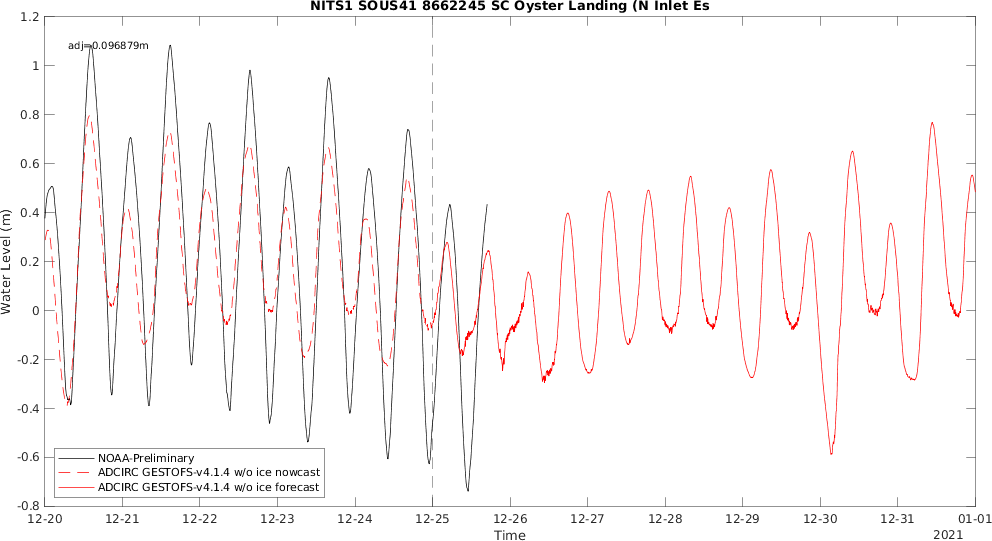 NITS1 SOUS41 8662245 SC Oyster Landing (N Inlet Es
adj=0.096879m
Water Level (m)
1.2
1
0.8
0.6
0.4
0.2
0
-0.2
-0.4
-0.6
-0.8
NOAA-Preliminary
ADCIRC GESTOFS-v4.1.4 w/o ice nowcast
ADCIRC GESTOFS-v4.1.4 w/o ice forecast
12-20 12-21 12-22 12-23 12-24 12-25 12-26 12-27 12-28 12-29 12-30 12-31 01-01
Time
2021